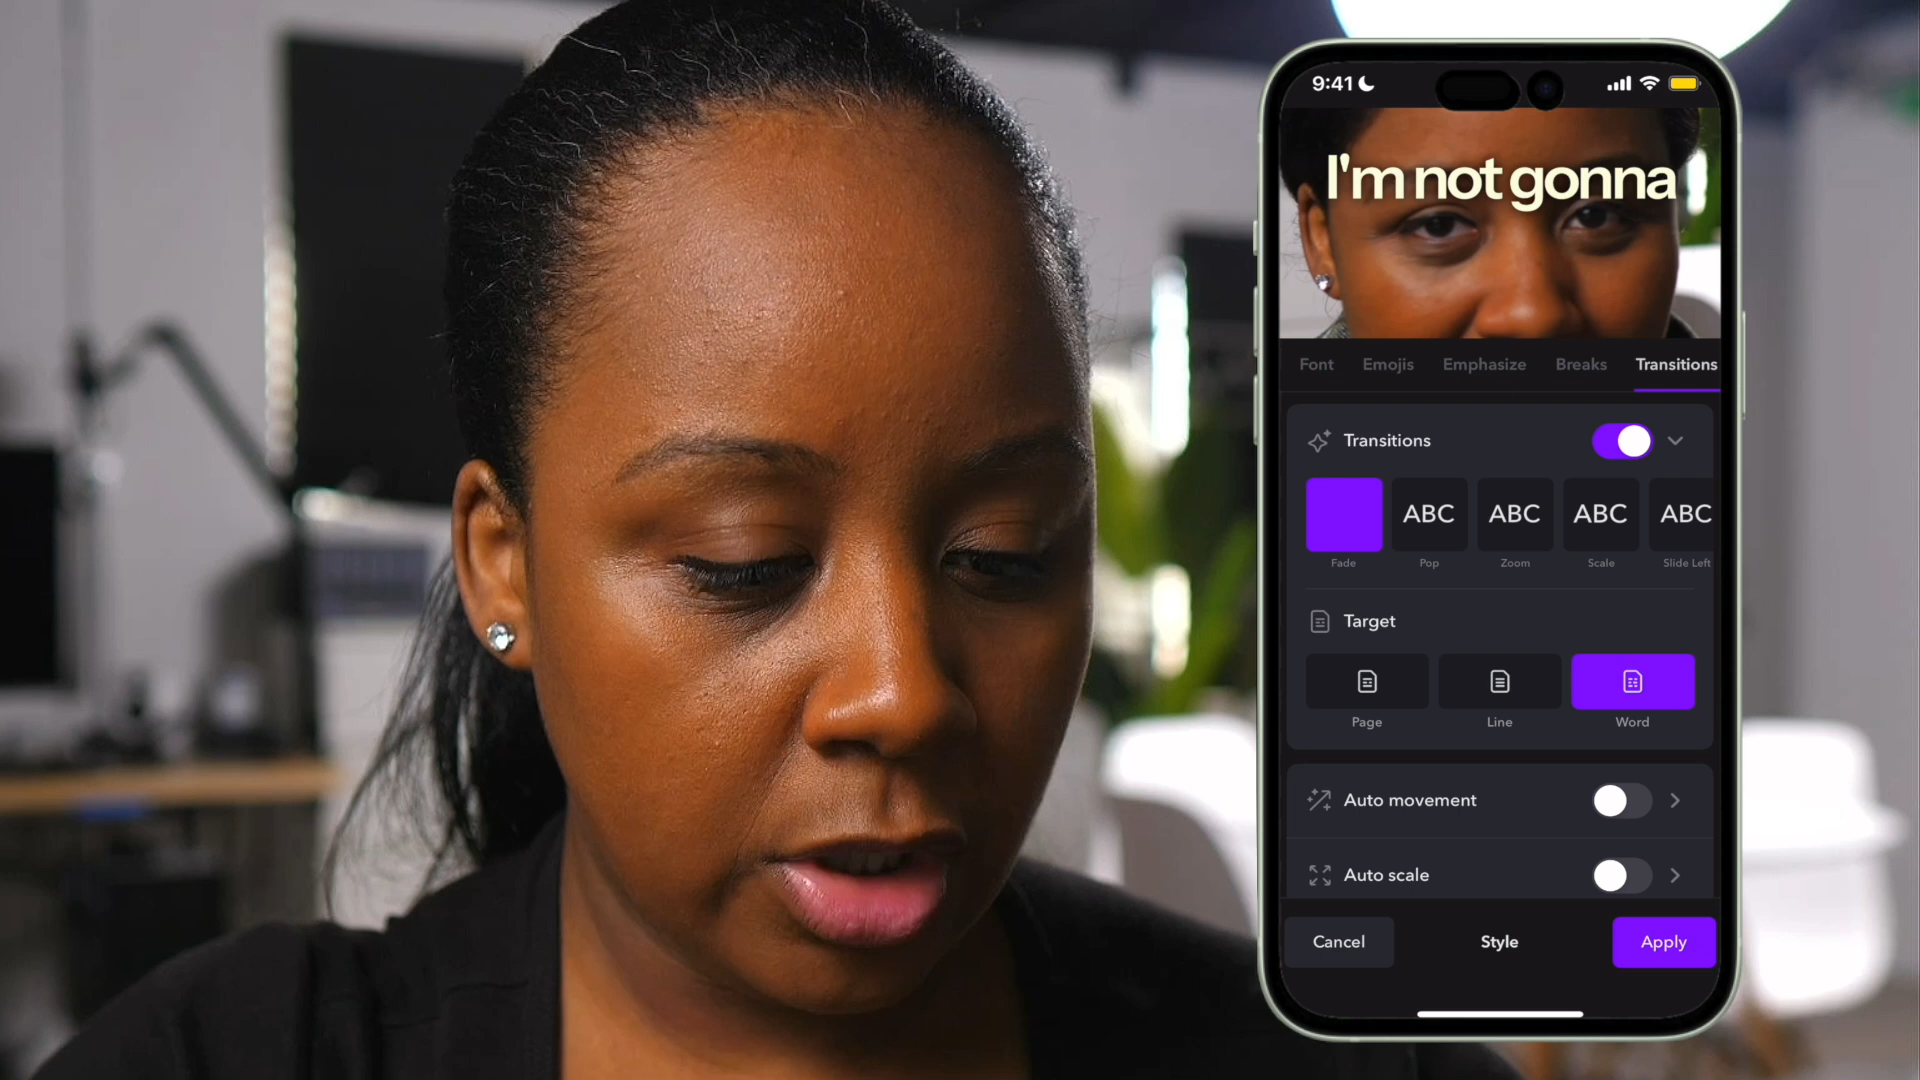 9:41
I'm not gonna
Font Emojis Emphasize Breaks Transitions
Transitions
ABC ABC ABC ABC
Fade Pop Zoom Scale Slide Left
Target
Page Line Word
Auto movement
Auto scale
Cancel Style Apply